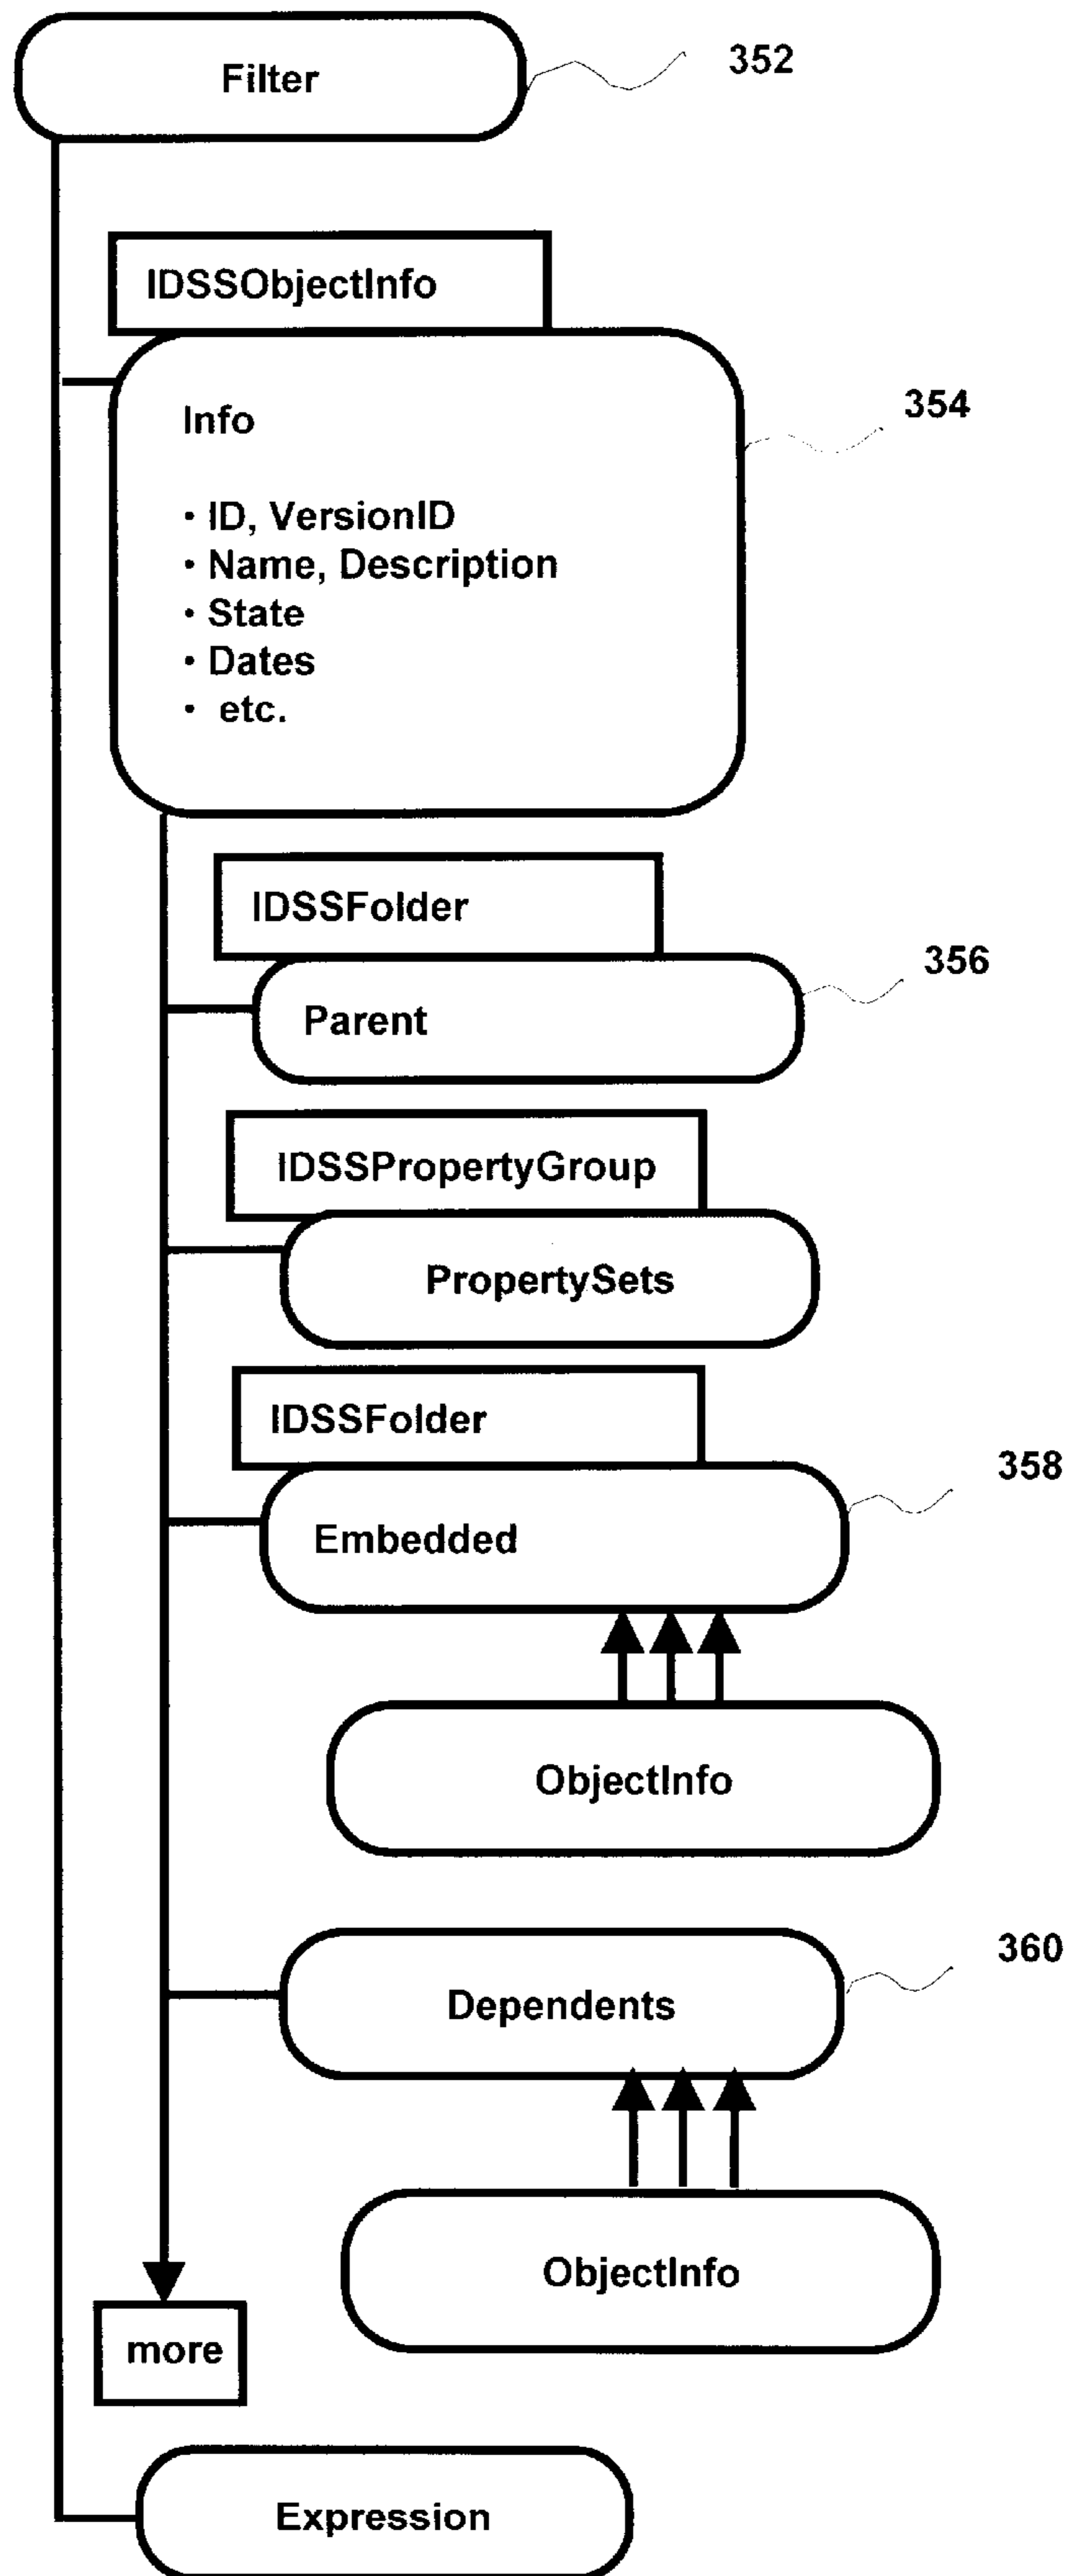 Filter
352
IDSSObjectInfo
354
Info
• ID, VersionID
• Name, Description
• State
• Dates
• etc.
IDSSFolder
356
Parent
IDSSPropertyGroup
PropertySets
IDSSFolder
358
Embedded
ObjectInfo
360
Dependents
ObjectInfo
more
Expression